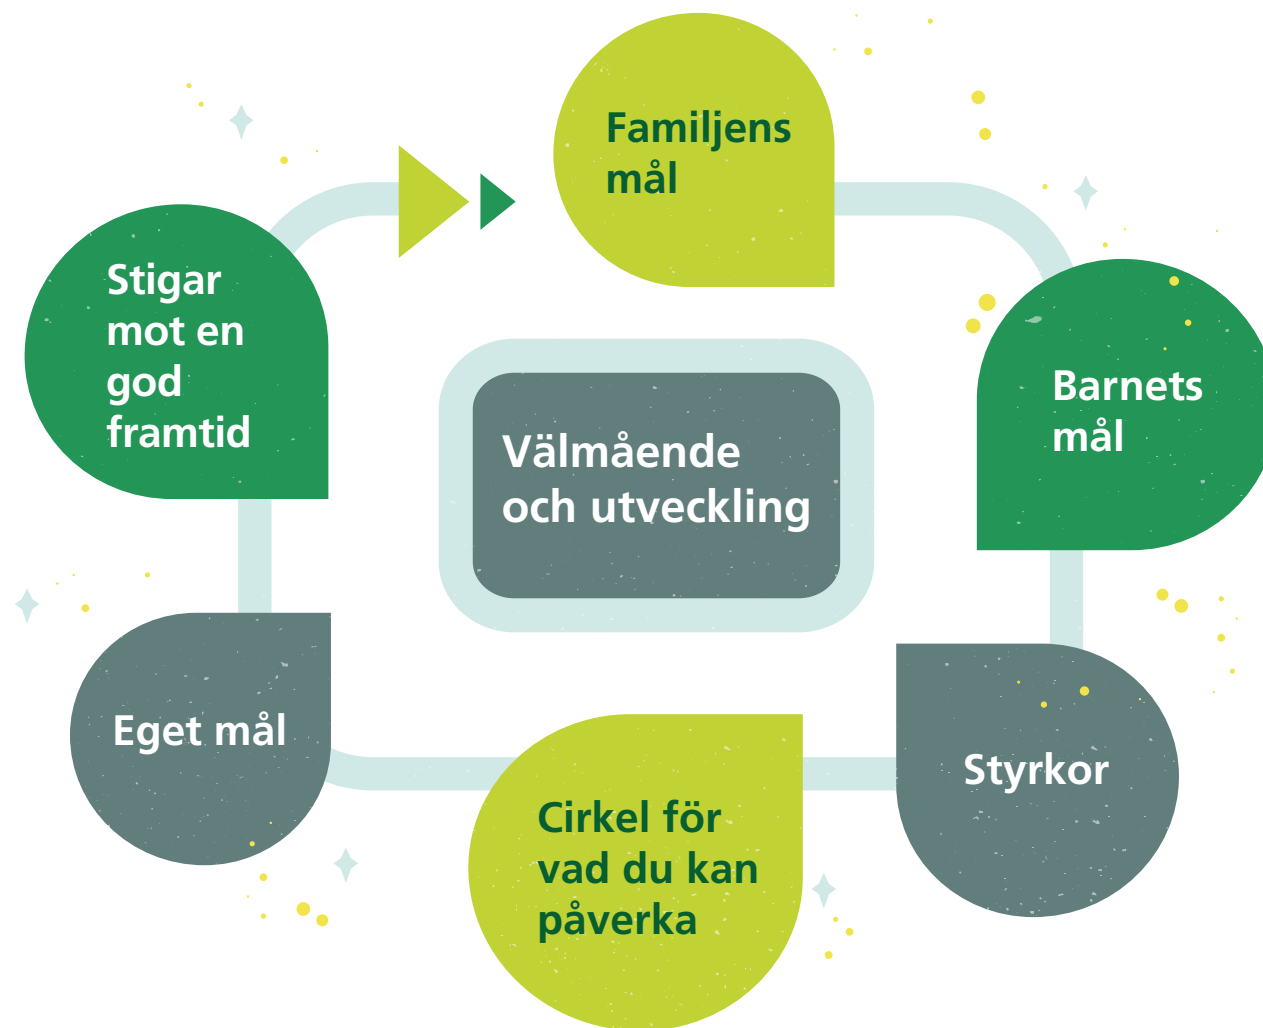 Familjens
mål
Barnets
mål
Styrkor
Cirkel för
vad du kan
påverka
Eget mål
Stigar
mot en
god
framtid
Välmående
och utveckling